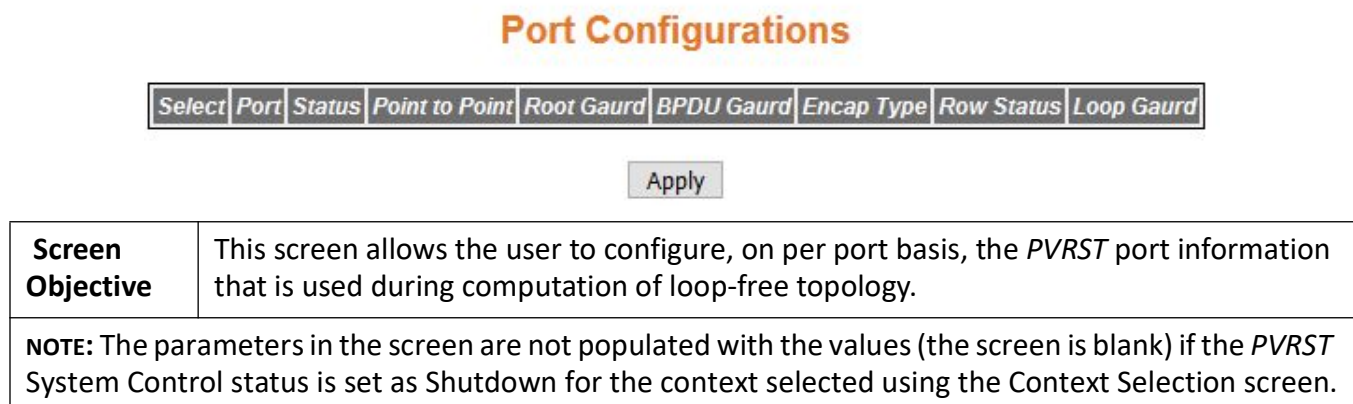 Port Configurations
Select Port Status Point to Point Root Gaurd BPDU Gaurd Encap Type Row Status Loop Gaurd
Apply
Screen Objective
This screen allows the user to configure, on per port basis, the PVRST port information
that is used during computation of loop-free topology.
NOTE: The parameters in the screen are not populated with the values (the screen is blank) if the PVRST
System Control status is set as Shutdown for the context selected using the Context Selection screen.